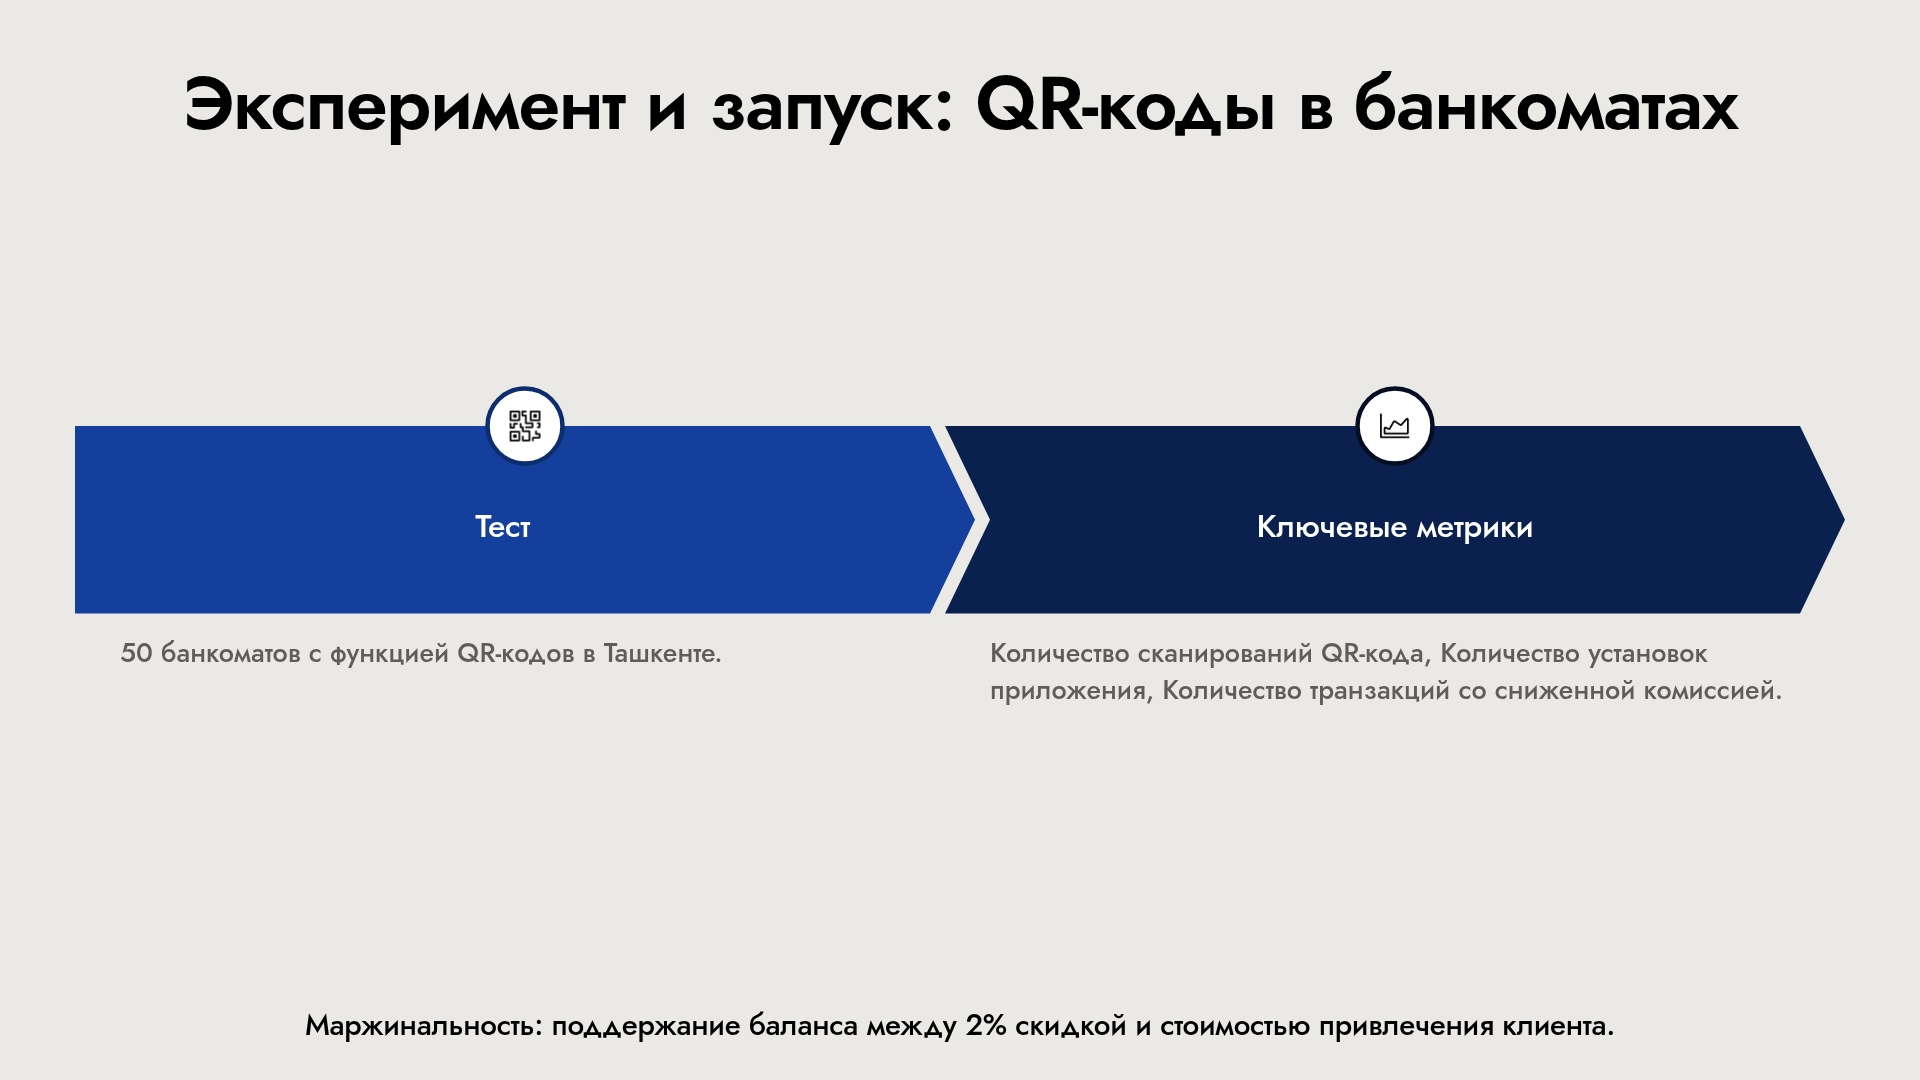 Эксперимент и запуск: QR-коды в банкоматах
Тест
Ключевые метрики
50 банкоматов с функцией QR-кодов в Ташкенте.
Количество сканирований QR-кода, Количество установок
приложения, Количество транзакций со сниженной комиссией.
Маржинальность: поддержание баланса между 2% скидкой и стоимостью привлечения клиента.